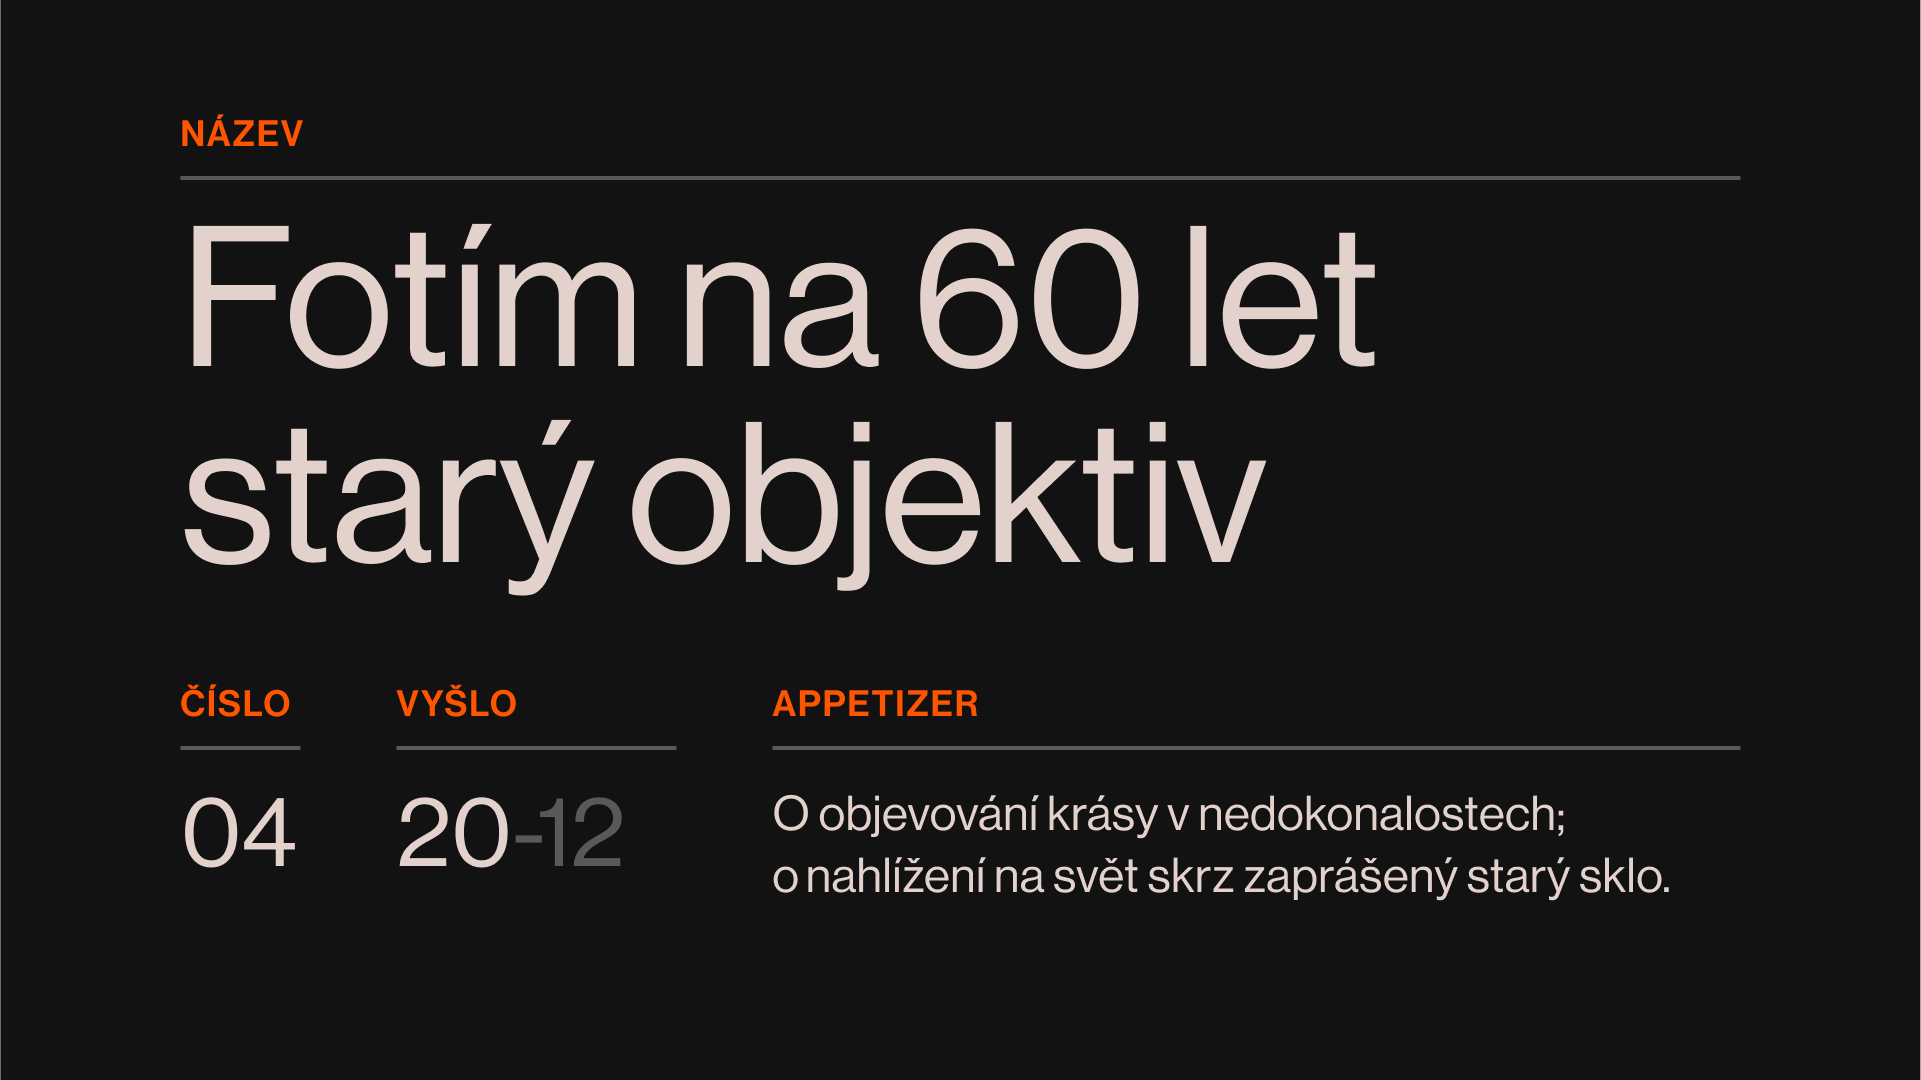 NÁZEV
Fotím na 60 let
starý objektiv
ČÍSLO
04
VYŠLO
20-12
APPETIZER
O objevování krásy v nedokonalostech;
o nahlížení na svět skrz zaprášený starý sklo.